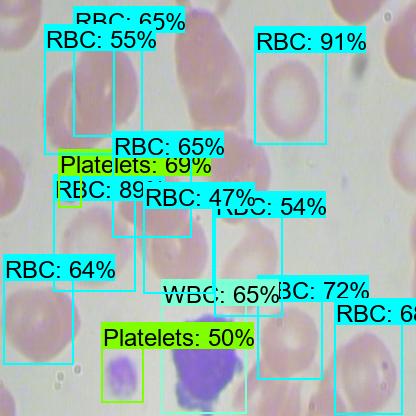 RBC: 65%
RBC: 55%
RBC: 91%
RBC: 65%
Platelets: 69%
RBC: 89
RBC: 47%
RBC: 54%
RBC: 64%
WBC: 65%
BC: 72%
RBC: 68
Platelets: 50%